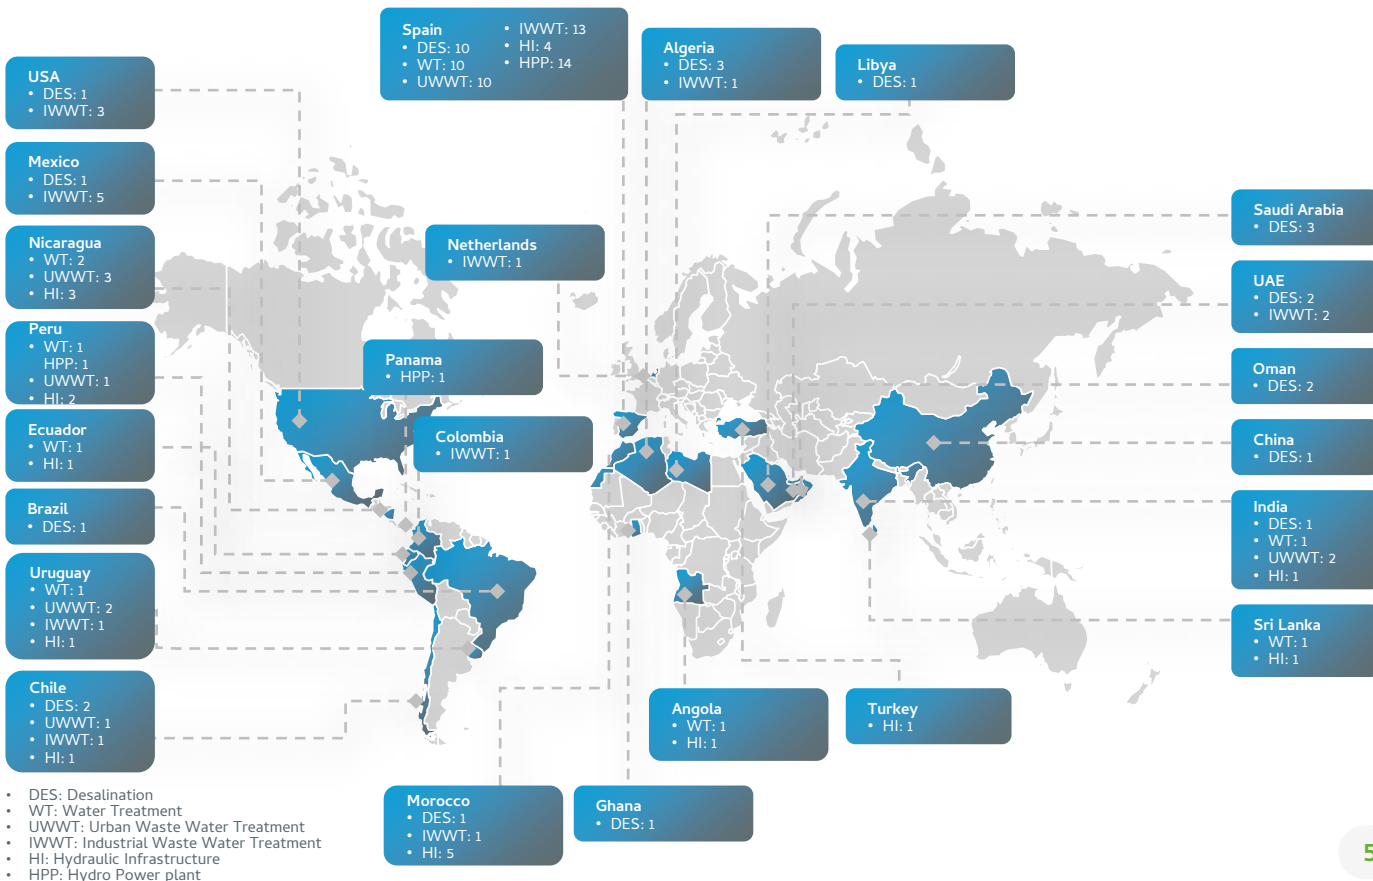 Spain
• DES: 10
• WT: 10
• UWWT: 10
• IWWT: 13
• HI: 4
• HPP: 14
Algeria
• DES: 3
• IWWT: 1
Libya
• DES: 1
USA
• DES: 1
• IWWT: 3
Mexico
• DES: 1
• IWWT: 5
Nicaragua
• WT: 2
• UWWT: 3
• HI: 3
Peru
• WT: 1
HPP: 1
• UWWT: 1
• HI: 2
Ecuador
• WT: 1
• HI: 1
Brazil
• DES: 1
Uruguay
• WT: 1
• UWWT: 2
• IWWT: 1
• HI: 1
Chile
• DES: 2
• UWWT: 1
• IWWT: 1
• HI: 1
Netherlands
• IWWT: 1
Panama
• HPP: 1
Colombia
• IWWT: 1
Saudi Arabia
• DES: 3
UAE
• DES: 2
• IWWT: 2
Oman
• DES: 2
China
• DES: 1
India
• DES: 1
• WT: 1
• UWWT: 2
• HI: 1
Sri Lanka
• WT: 1
• HI: 1
Angola
• WT: 1
• HI: 1
Turkey
• HI: 1
Morocco
• DES: 1
• IWWT: 1
• HI: 5
Ghana
• DES: 1
• DES: Desalination
• WT: Water Treatment
• UWWT: Urban Waste Water Treatment
• IWWT: Industrial Waste Water Treatment
• HI: Hydraulic Infrastructure
• HPP: Hydro Power plant
5